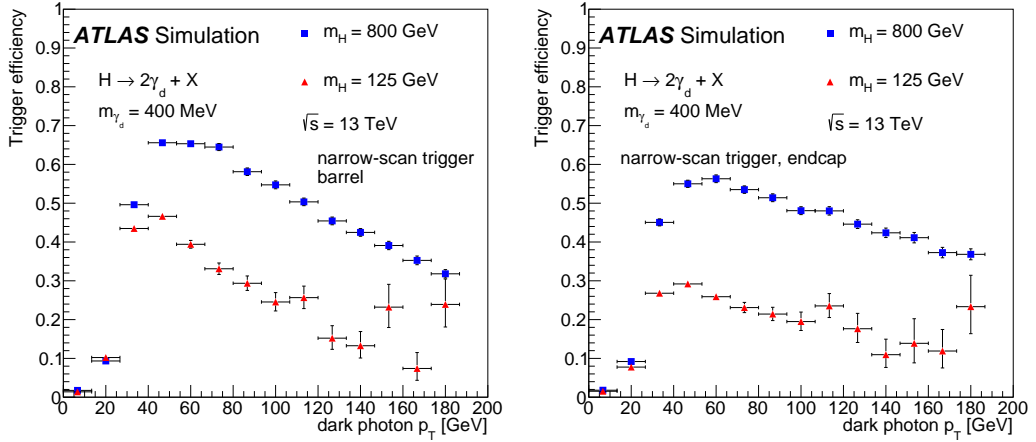 ATLAS Simulation
m_H = 800 GeV
H → 2γ_d + X
m_H = 125 GeV
m_γ_d = 400 MeV
√s = 13 TeV
narrow-scan trigger
barrel
Trigger efficiency
1
0.9
0.8
0.7
0.6
0.5
0.4
0.3
0.2
0.1
0
0 20 40 60 80 100 120 140 160 180 200
dark photon p_T [GeV]
ATLAS Simulation
m_H = 800 GeV
H → 2γ_d + X
m_H = 125 GeV
m_γ_d = 400 MeV
√s = 13 TeV
narrow-scan trigger, endcap
Trigger efficiency
1
0.9
0.8
0.7
0.6
0.5
0.4
0.3
0.2
0.1
0
0 20 40 60 80 100 120 140 160 180 200
dark photon p_T [GeV]